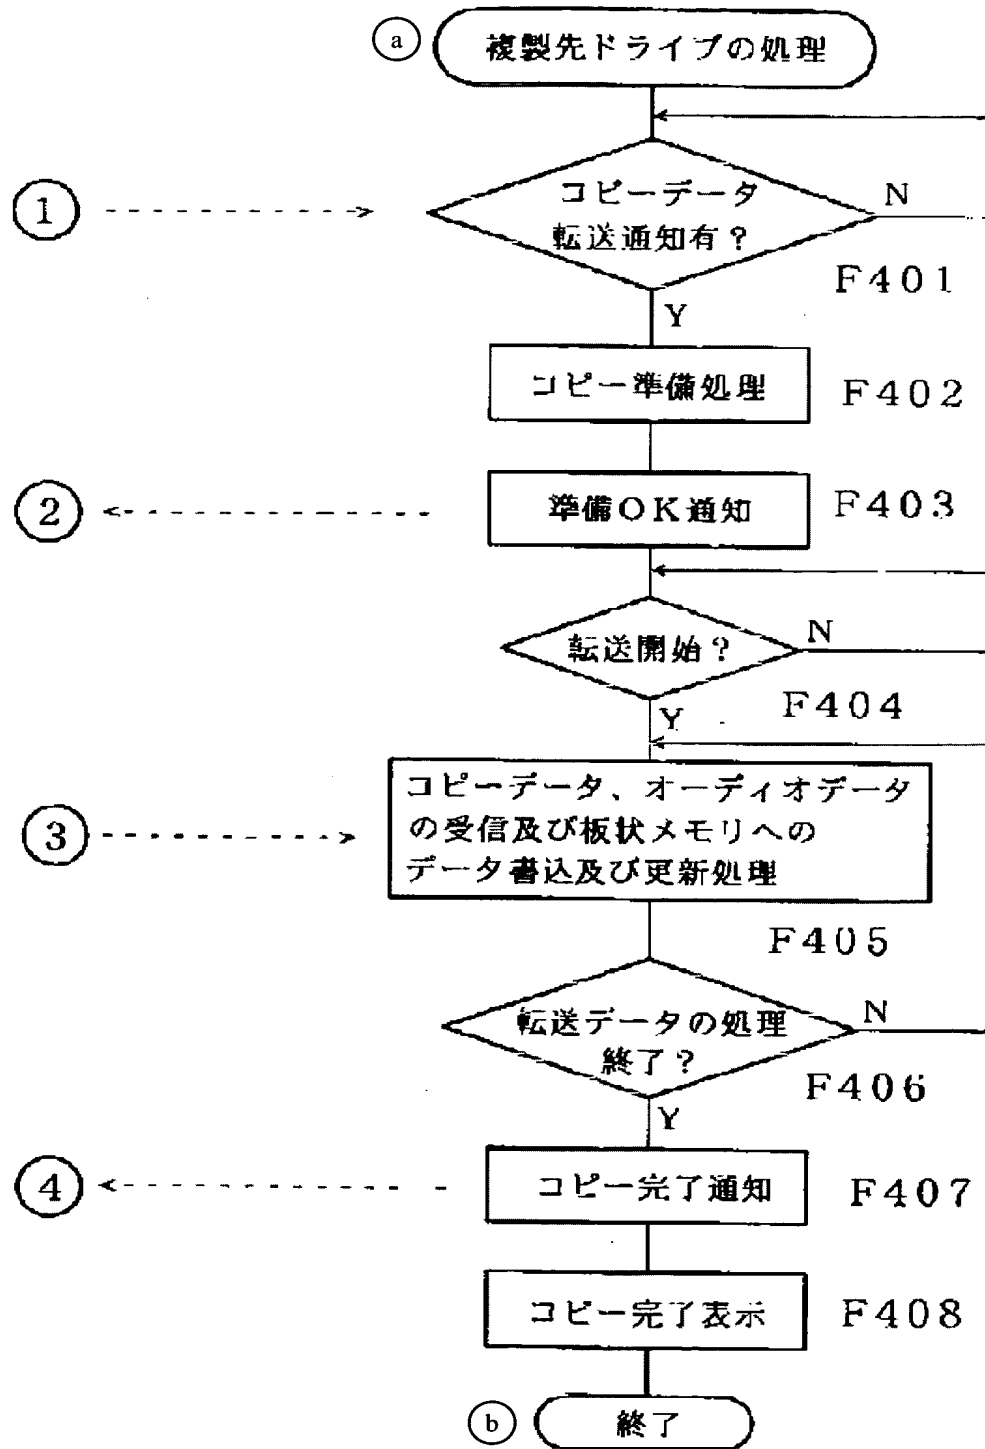 a 複製先ドライブの処理
1
コピーデータ
転送通知有？
N
F401
Y
コピー準備処理
F402
2
準備OK通知
F403
転送開始？
N
F404
Y
3
コピーデータ、オーディオデータ
の受信及び板状メモリへの
データ書込及び更新処理
F405
転送データの処理
終了？
N
F406
Y
4
コピー完了通知
F407
コピー完了表示
F408
b 終了